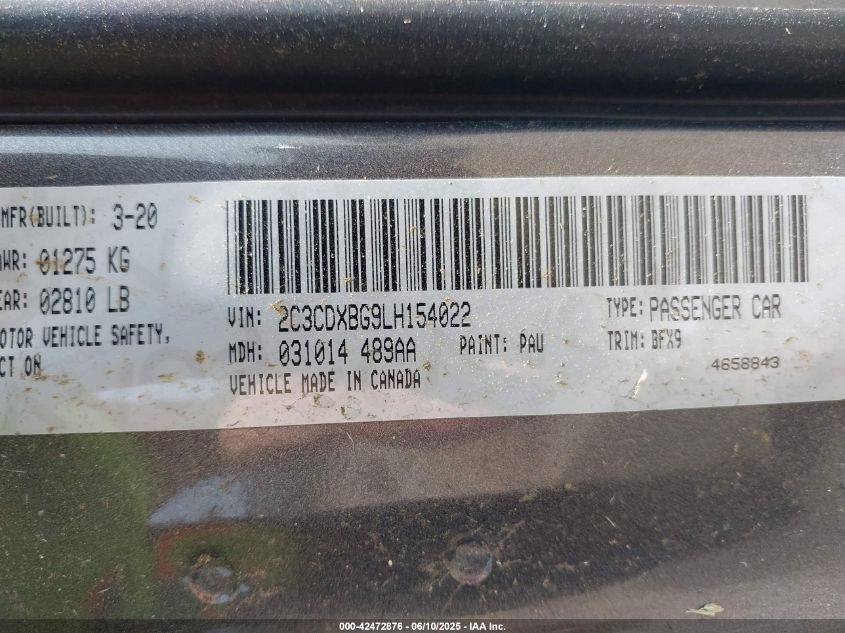 MFR(BUILT): 3-20
AWR: 01275 KG
EAR: 02810 LB
OTOR VEHICLE SAFETY,
CT ON
VIN: 2C3CDXBG9LH154022
TYPE: PASSENGER CAR
MDH: 031014 489AA
PAINT: PAU
TRIM: BFX9
VEHICLE MADE IN CANADA
4658843
000-42472876 - 06/10/2025 - IAA Inc.